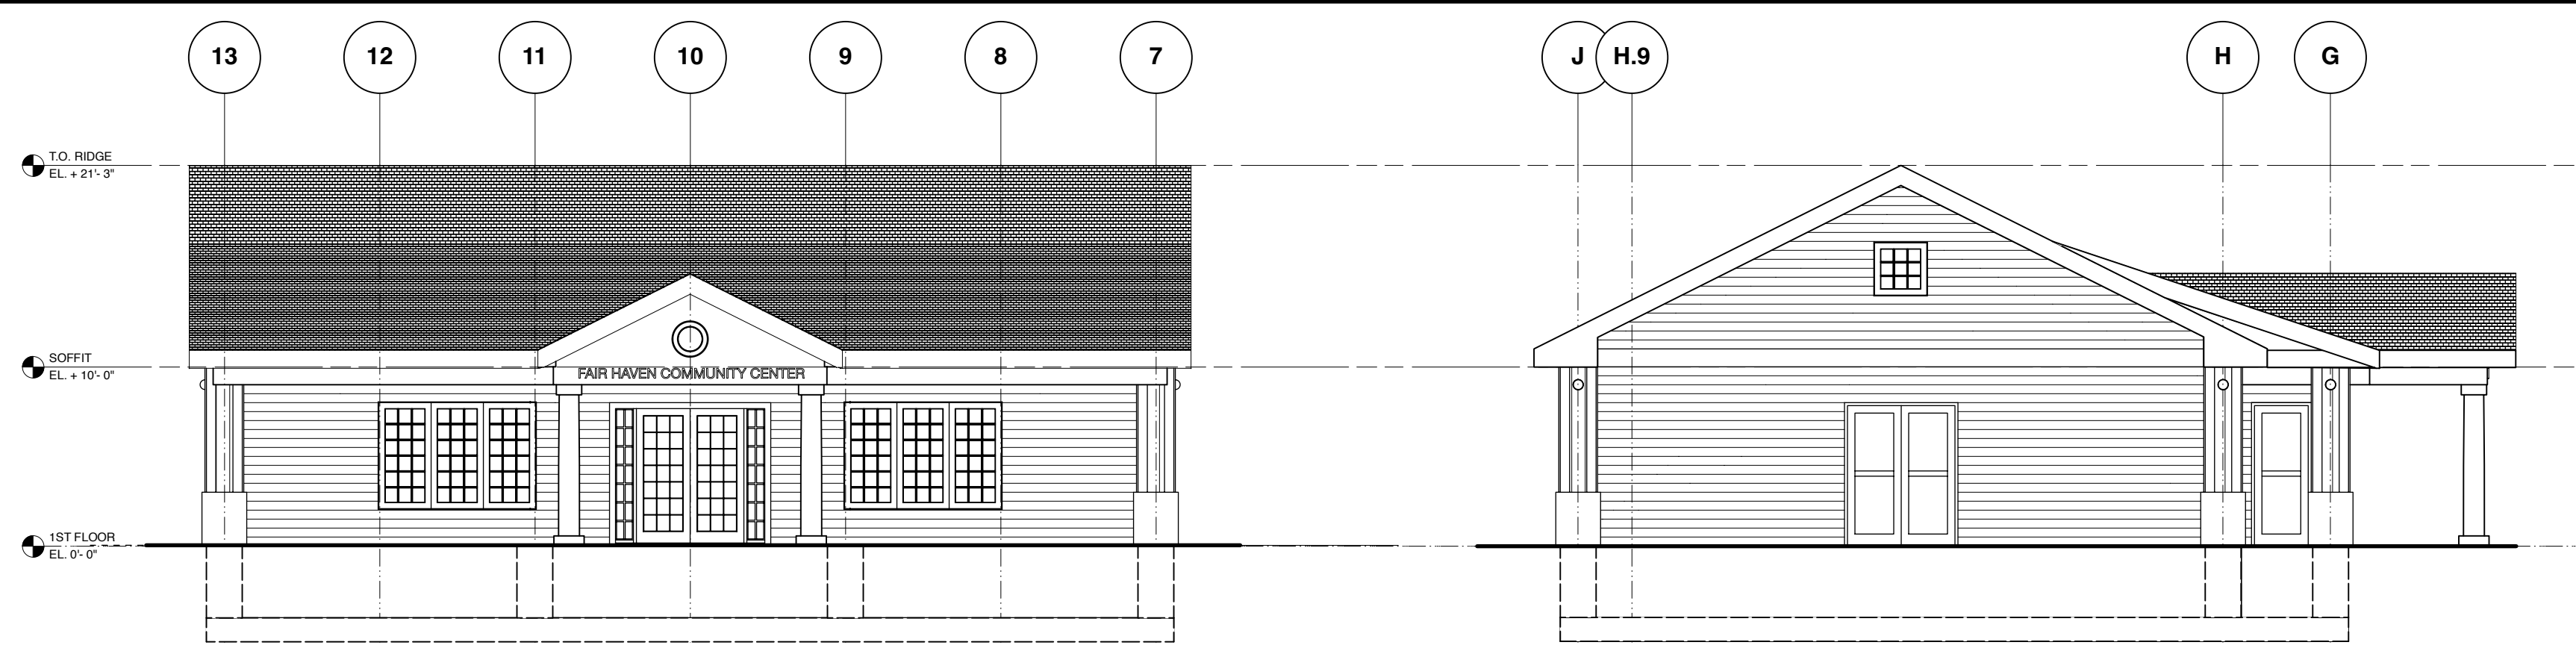 13 12 11 10 9 8 7 J H.9 H G
T.O. RIDGE
EL. + 21'- 3"
SOFFIT
EL. + 10'- 0"
FAIR HAVEN COMMUNITY CENTER
1ST FLOOR
EL. 0'- 0"